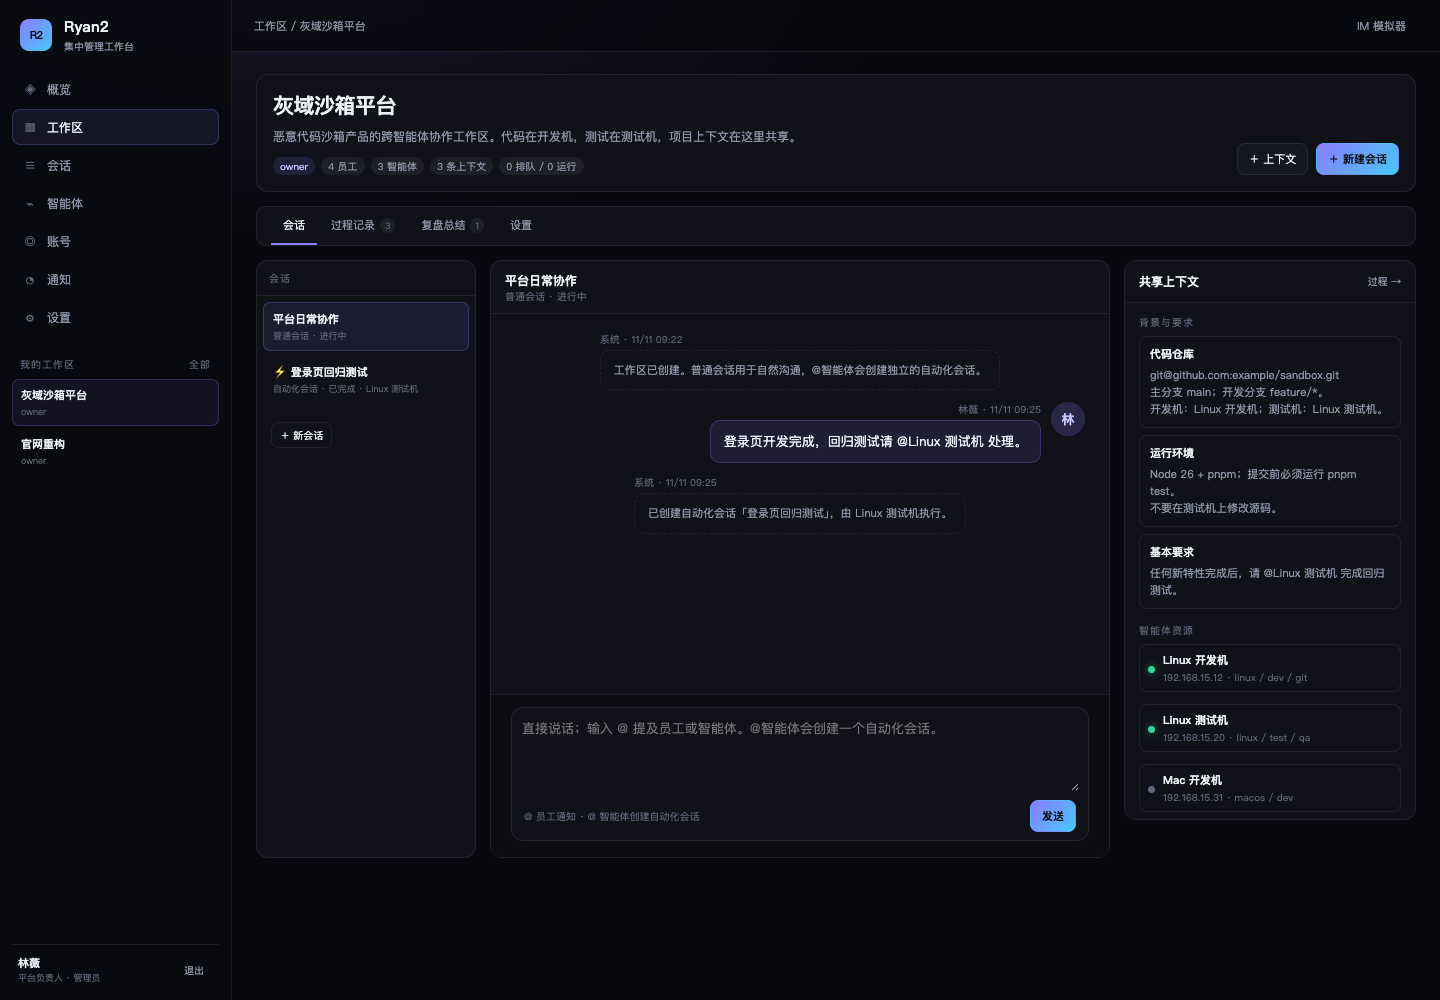 R2
Ryan2
集中管理工作台
概览
工作区
会话
智能体
账号
通知
设置
我的工作区 全部
灰域沙箱平台
owner
官网重构
owner
林薇
平台负责人 · 管理员
退出
工作区 / 灰域沙箱平台
IM 模拟器
灰域沙箱平台
恶意代码沙箱产品的跨智能体协作工作区。代码在开发机，测试在测试机，项目上下文在这里共享。
owner 4 员工 3 智能体 3 条上下文 0 排队 / 0 运行
+ 上下文
+ 新建会话
会话 过程记录 3 复盘总结 1 设置
会话
平台日常协作
普通会话 · 进行中
⚡ 登录页回归测试
自动化会话 · 已完成 · Linux 测试机
+ 新会话
平台日常协作
普通会话 · 进行中
系统 · 11/11 09:22
工作区已创建。普通会话用于自然沟通，@智能体会创建独立的自动化会话。
林薇 · 11/11 09:25
林
登录页开发完成，回归测试请 @Linux 测试机 处理。
系统 · 11/11 09:25
已创建自动化会话「登录页回归测试」，由 Linux 测试机执行。
直接说话；输入 @ 提及员工或智能体。@智能体会创建一个自动化会话。
@ 员工通知 · @ 智能体创建自动化会话
发送
共享上下文
过程 →
背景与要求
代码仓库
git@github.com:example/sandbox.git
主分支 main；开发分支 feature/*。
开发机：Linux 开发机；测试机：Linux 测试机。
运行环境
Node 26 + pnpm；提交前必须运行 pnpm
test。
不要在测试机上修改源码。
基本要求
任何新特性完成后，请 @Linux 测试机 完成回归
测试。
智能体资源
Linux 开发机
192.168.15.12 · linux / dev / git
Linux 测试机
192.168.15.20 · linux / test / qa
Mac 开发机
192.168.15.31 · macos / dev